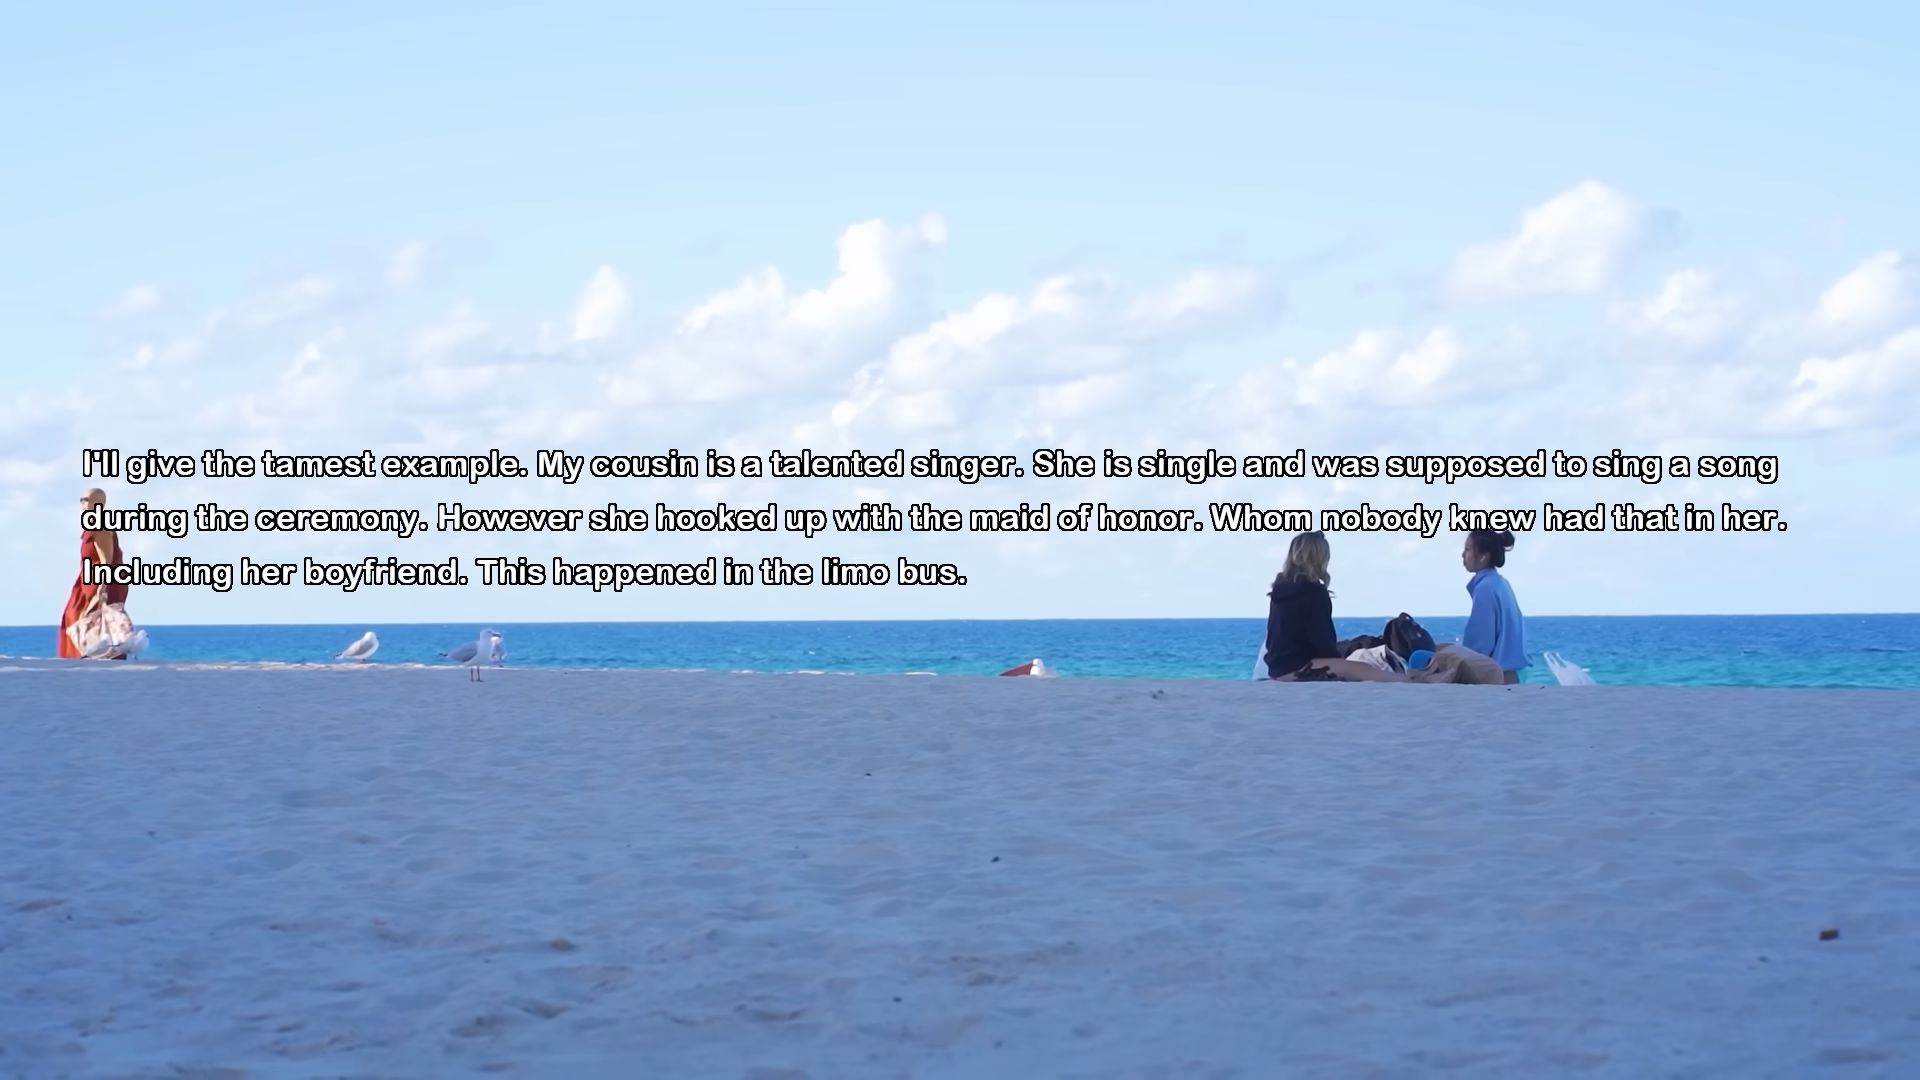 I'll give the tamest example. My cousin is a talented singer. She is single and was supposed to sing a song
during the ceremony. However she hooked up with the maid of honor. Whom nobody knew had that in her.
Including her boyfriend. This happened in the limo bus.